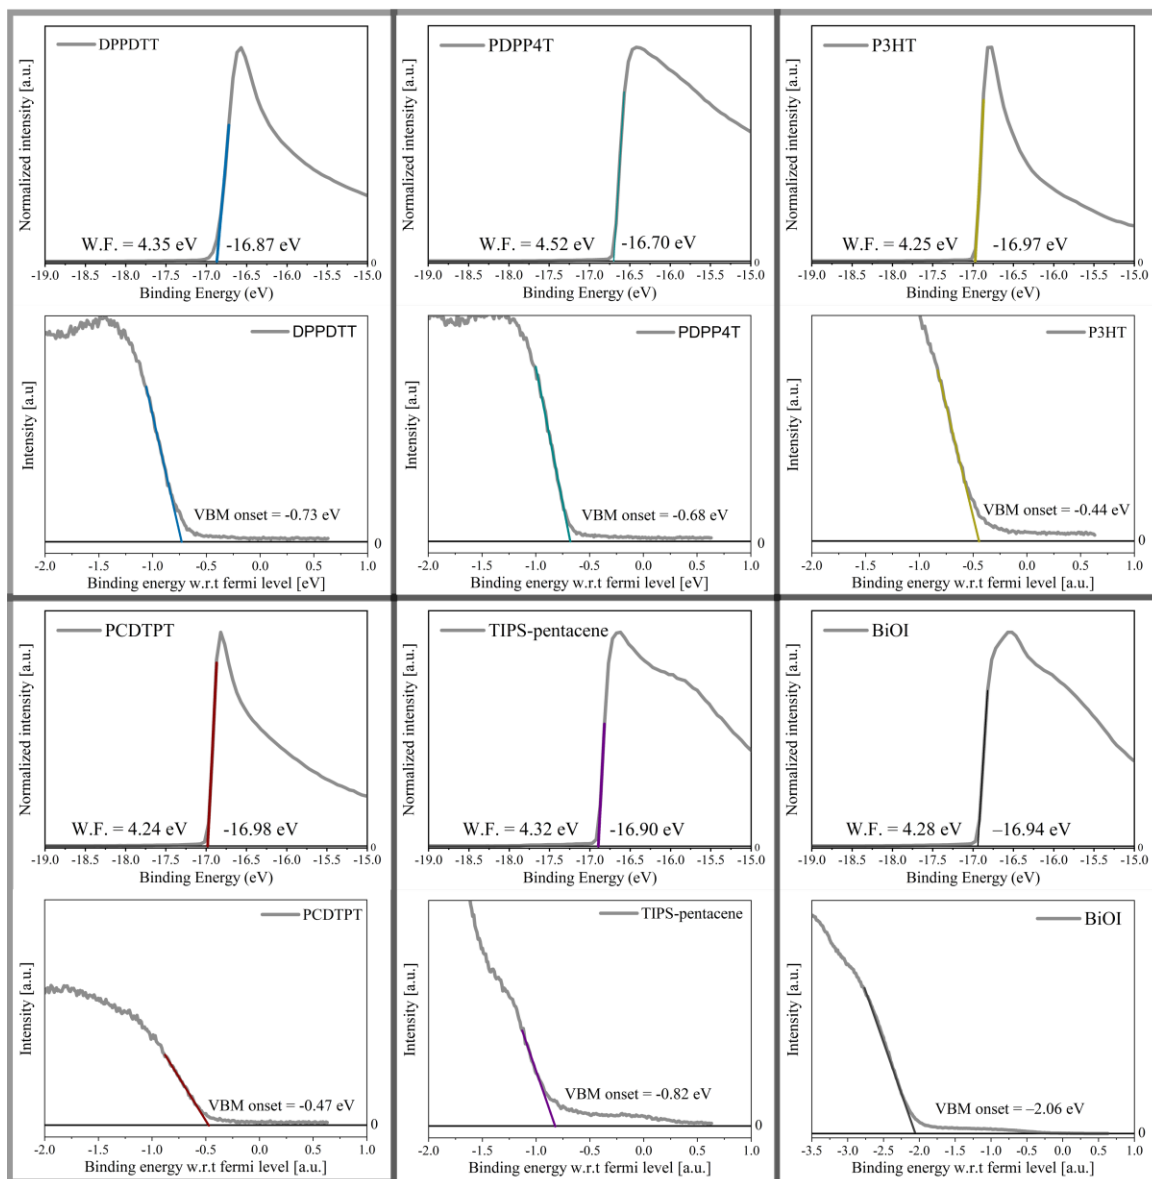 DPPDTT
Normalized intensity [a.u.]
W.F. = 4.35 eV
-16.87 eV
0
-19.0 -18.5 -17.5 -17.0 -16.5 -16.0 -15.5 -15.0
Binding Energy (eV)
PDPP4T
Normalized intensity [a.u.]
W.F. = 4.52 eV
-16.70 eV
0
-19.0 -18.5 -17.5 -17.0 -16.5 -16.0 -15.5 -15.0
Binding Energy (eV)
P3HT
Normalized intensity [a.u.]
W.F. = 4.25 eV
-16.97 eV
0
-19.0 -18.5 -17.5 -17.0 -16.5 -16.0 -15.5 -15.0
Binding Energy (eV)
DPPDTT
Intensity [a.u]
VBM onset = -0.73 eV
0
-2.0 -1.5 -1.0 -0.5 0.0 0.5 1.0
Binding energy w.r.t fermi level [eV]
PDPP4T
Intensity [a.u]
VBM onset = -0.68 eV
0
-2.0 -1.5 -1.0 -0.5 0.0 0.5 1.0
Binding energy w.r.t fermi level [eV]
P3HT
Intensity [a.u.]
VBM onset = -0.44 eV
0
-2.0 -1.5 -1.0 -0.5 0.0 0.5 1.0
Binding energy w.r.t fermi level [a.u.]
PCDTPT
Normalized intensity [a.u.]
W.F. = 4.24 eV
-16.98 eV
0
-19.0 -18.5 -17.5 -17.0 -16.5 -16.0 -15.5 -15.0
Binding Energy (eV)
TIPS-pentacene
Normalized intensity [a.u.]
W.F. = 4.32 eV
-16.90 eV
0
-19.0 -18.5 -17.5 -17.0 -16.5 -16.0 -15.5 -15.0
Binding Energy (eV)
BiOI
Normalized intensity [a.u.]
W.F. = 4.28 eV
–16.94 eV
0
-19.0 -18.5 -17.5 -17.0 -16.5 -16.0 -15.5 -15.0
Binding Energy (eV)
PCDTPT
Intensity [a.u.]
VBM onset = -0.47 eV
0
-2.0 -1.5 -1.0 -0.5 0.0 0.5 1.0
Binding energy w.r.t fermi level [a.u.]
TIPS-pentacene
Intensity [a.u.]
VBM onset = -0.82 eV
0
-2.0 -1.5 -1.0 -0.5 0.0 0.5 1.0
Binding energy w.r.t fermi level [a.u.]
BiOI
Intensity [a.u.]
VBM onset = –2.06 eV
0
-3.5 -3.0 -2.5 -2.0 -1.5 -1.0 -0.5 0.0 0.5 1.0
Binding energy w.r.t fermi level [a.u.]